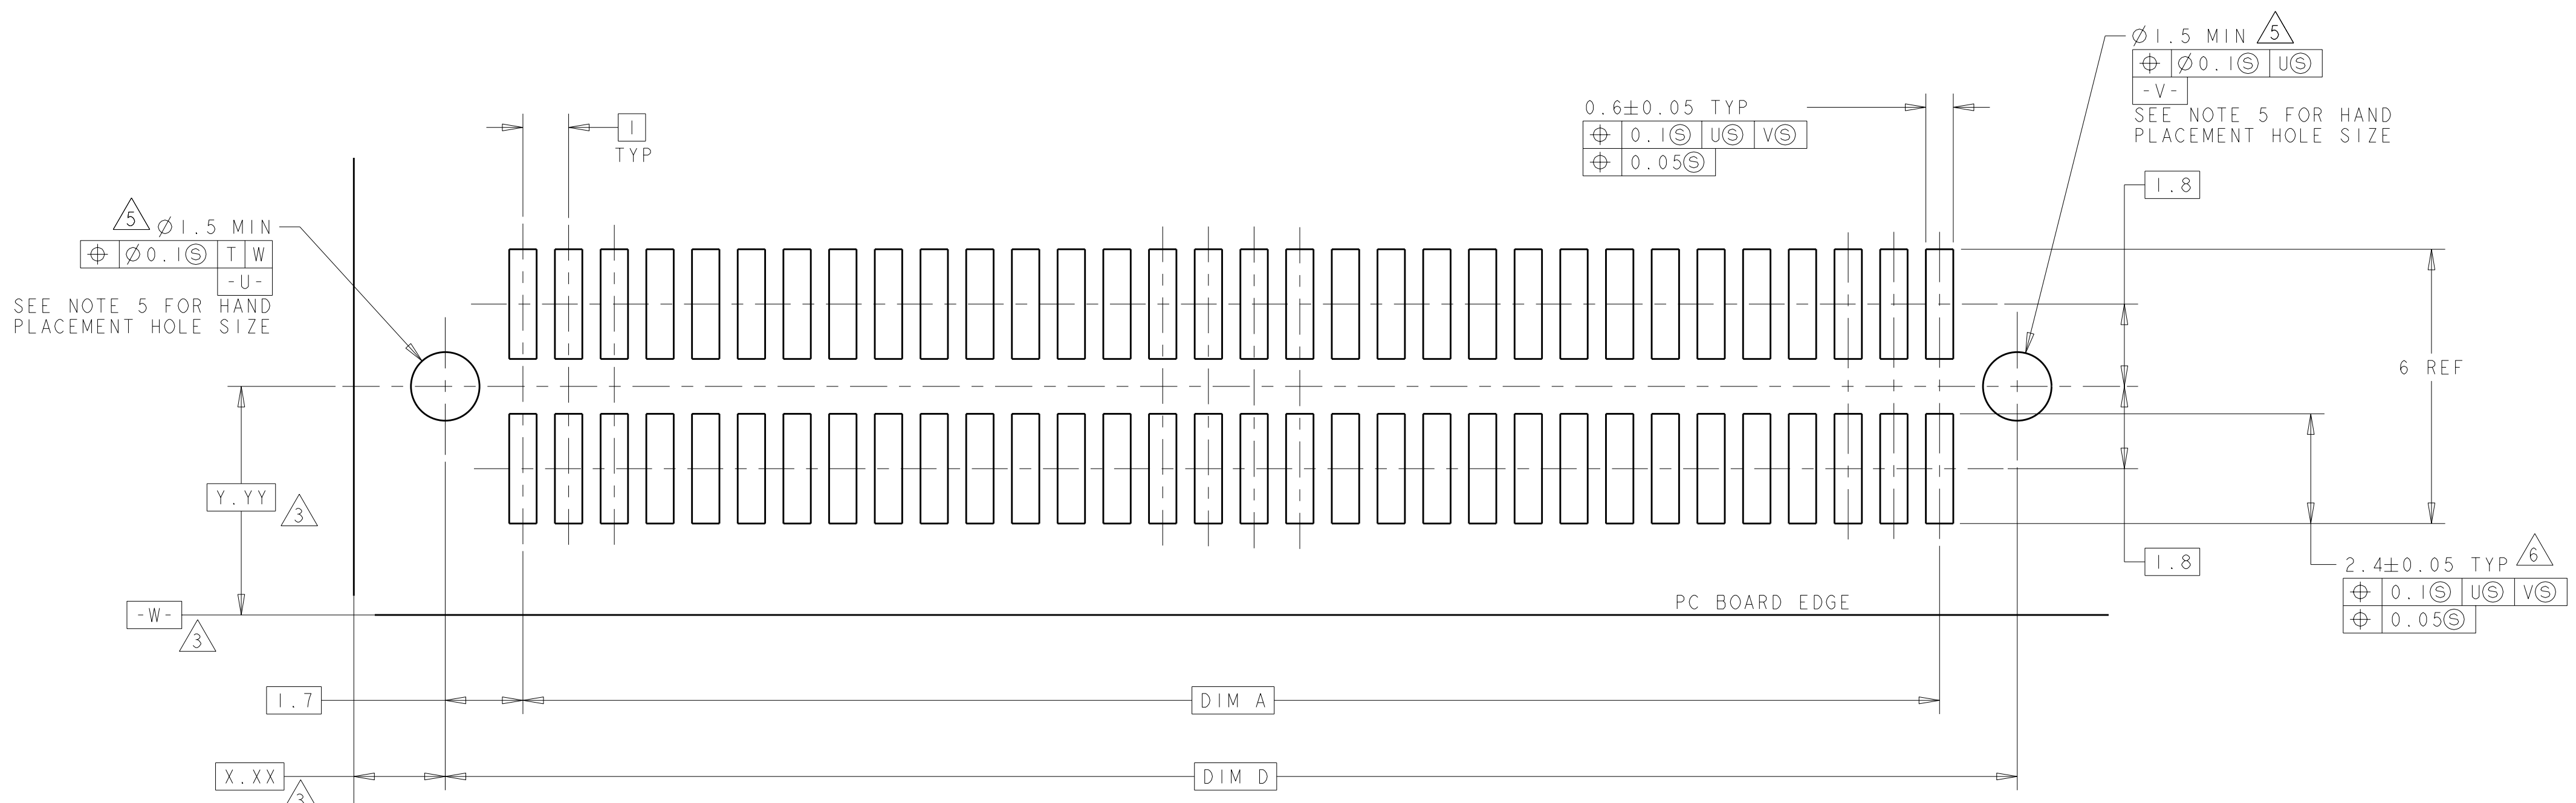 Ø1.5 MIN 5
⌖ Ø0.1Ⓢ UⓈ
-V-
SEE NOTE 5 FOR HAND
PLACEMENT HOLE SIZE
0.6±0.05 TYP
⌖ 0.1Ⓢ UⓈ VⓈ
⌖ 0.05Ⓢ
1
TYP
1.8
5 Ø1.5 MIN
⌖ Ø0.1Ⓢ T W
-U-
SEE NOTE 5 FOR HAND
PLACEMENT HOLE SIZE
6 REF
Y.YY 3
1.8
2.4±0.05 TYP 6
⌖ 0.1Ⓢ UⓈ VⓈ
⌖ 0.05Ⓢ
-W- 3
PC BOARD EDGE
1.7
DIM A
X.XX 3
DIM D